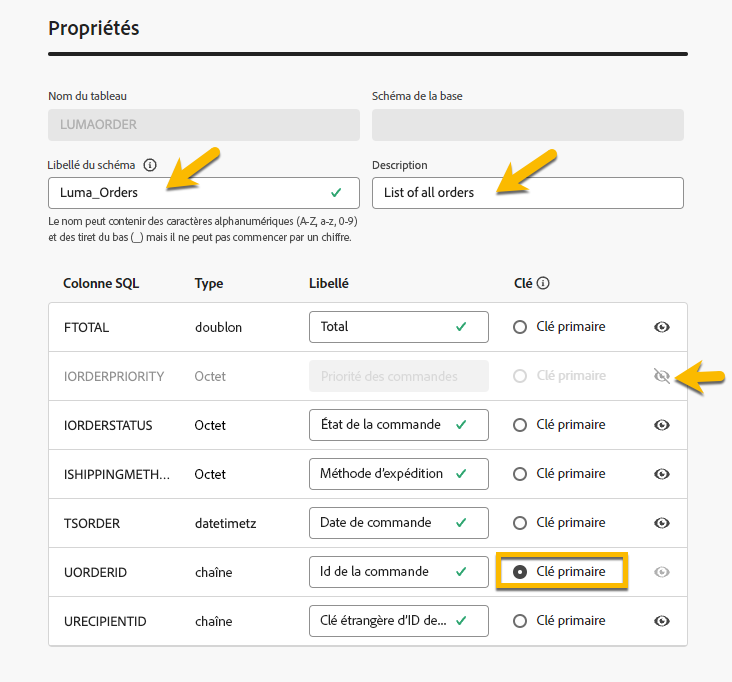 Propriétés
Nom du tableau Schéma de la base
LUMAORDER
Libellé du schéma Description
Luma_Orders List of all orders
Le nom peut contenir des caractères alphanumériques (A-Z, a-z, 0-9)
et des tiret du bas (_) mais il ne peut pas commencer par un chiffre.
Colonne SQL Type Libellé Clé
FTOTAL doublon Total Clé primaire
IORDERPRIORITY Octet Priorité des commandes Clé primaire
IORDERSTATUS Octet État de la commande Clé primaire
ISHIPPINGMETH... Octet Méthode d'expédition Clé primaire
TSORDER datetimetz Date de commande Clé primaire
UORDERID chaîne Id de la commande Clé primaire
URECIPIENTID chaîne Clé étrangère d'ID de... Clé primaire